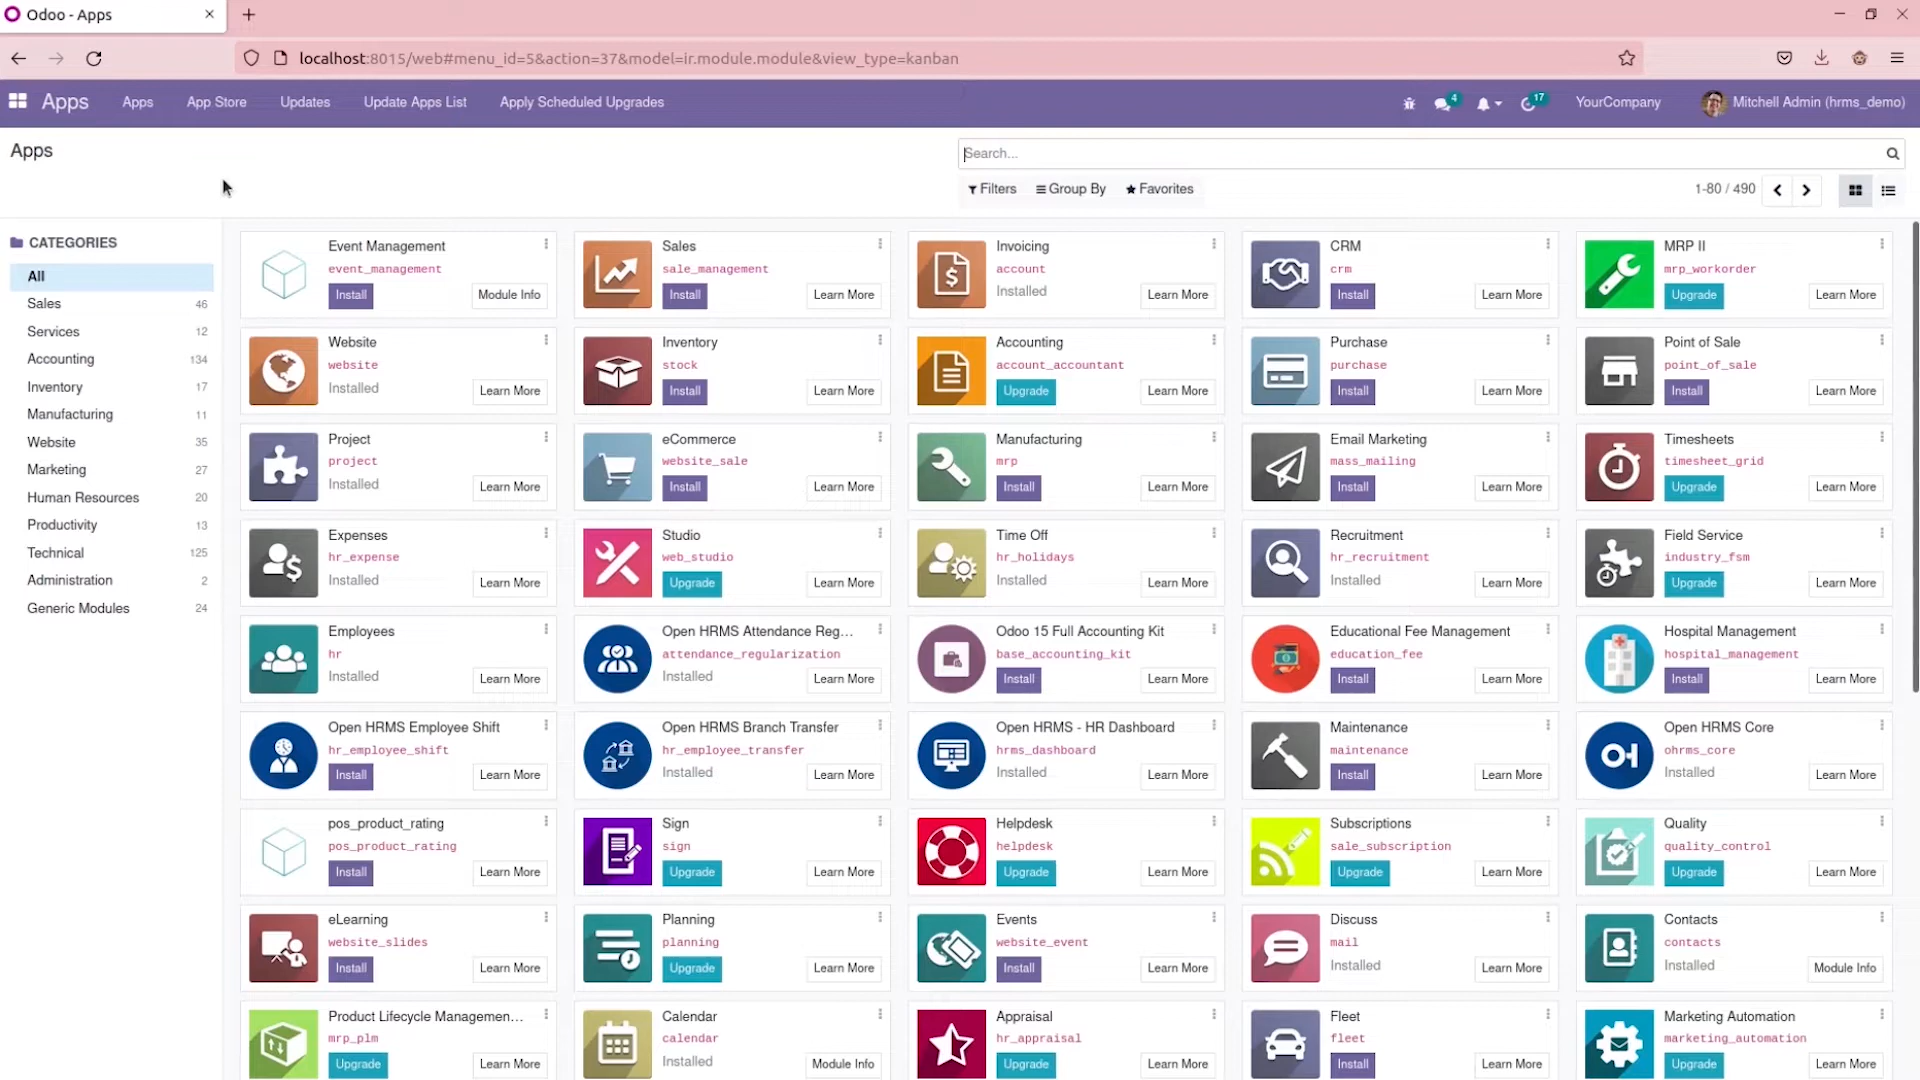 Odoo - Apps
localhost:8015/web#menu_id=5&action=37&model=ir.module.module&view_type=kanban
Apps Apps App Store Updates Update Apps List Apply Scheduled Upgrades 4 17 YourCompany Mitchell Admin (hrms_demo)
Apps
Search...
Filters Group By Favorites 1-80 / 490
CATEGORIES
All
Sales 46
Services 12
Accounting 134
Inventory 17
Manufacturing 11
Website 35
Marketing 27
Human Resources 20
Productivity 13
Technical 125
Administration 2
Generic Modules 24
Event Management
event_management
Install Module Info
Sales
sale_management
Install Learn More
Invoicing
account
Installed Learn More
CRM
crm
Install Learn More
MRP II
mrp_workorder
Upgrade Learn More
Website
website
Installed Learn More
Inventory
stock
Install Learn More
Accounting
account_accountant
Upgrade Learn More
Purchase
purchase
Install Learn More
Point of Sale
point_of_sale
Install Learn More
Project
project
Installed Learn More
eCommerce
website_sale
Install Learn More
Manufacturing
mrp
Install Learn More
Email Marketing
mass_mailing
Install Learn More
Timesheets
timesheet_grid
Upgrade Learn More
Expenses
hr_expense
Installed Learn More
Studio
web_studio
Upgrade Learn More
Time Off
hr_holidays
Installed Learn More
Recruitment
hr_recruitment
Installed Learn More
Field Service
industry_fsm
Upgrade Learn More
Employees
hr
Installed Learn More
Open HRMS Attendance Reg...
attendance_regularization
Installed Learn More
Odoo 15 Full Accounting Kit
base_accounting_kit
Install Learn More
Educational Fee Management
education_fee
Install Learn More
Hospital Management
hospital_management
Install Learn More
Open HRMS Employee Shift
hr_employee_shift
Install Learn More
Open HRMS Branch Transfer
hr_employee_transfer
Installed Learn More
Open HRMS - HR Dashboard
hrms_dashboard
Installed Learn More
Maintenance
maintenance
Install Learn More
Open HRMS Core
ohrms_core
Installed Learn More
pos_product_rating
pos_product_rating
Install Learn More
Sign
sign
Upgrade Learn More
Helpdesk
helpdesk
Upgrade Learn More
Subscriptions
sale_subscription
Upgrade Learn More
Quality
quality_control
Upgrade Learn More
eLearning
website_slides
Install Learn More
Planning
planning
Upgrade Learn More
Events
website_event
Install Learn More
Discuss
mail
Installed Learn More
Contacts
contacts
Installed Module Info
Product Lifecycle Managemen...
mrp_plm
Upgrade Learn More
Calendar
calendar
Installed Module Info
Appraisal
hr_appraisal
Upgrade Learn More
Fleet
fleet
Install Learn More
Marketing Automation
marketing_automation
Upgrade Learn More